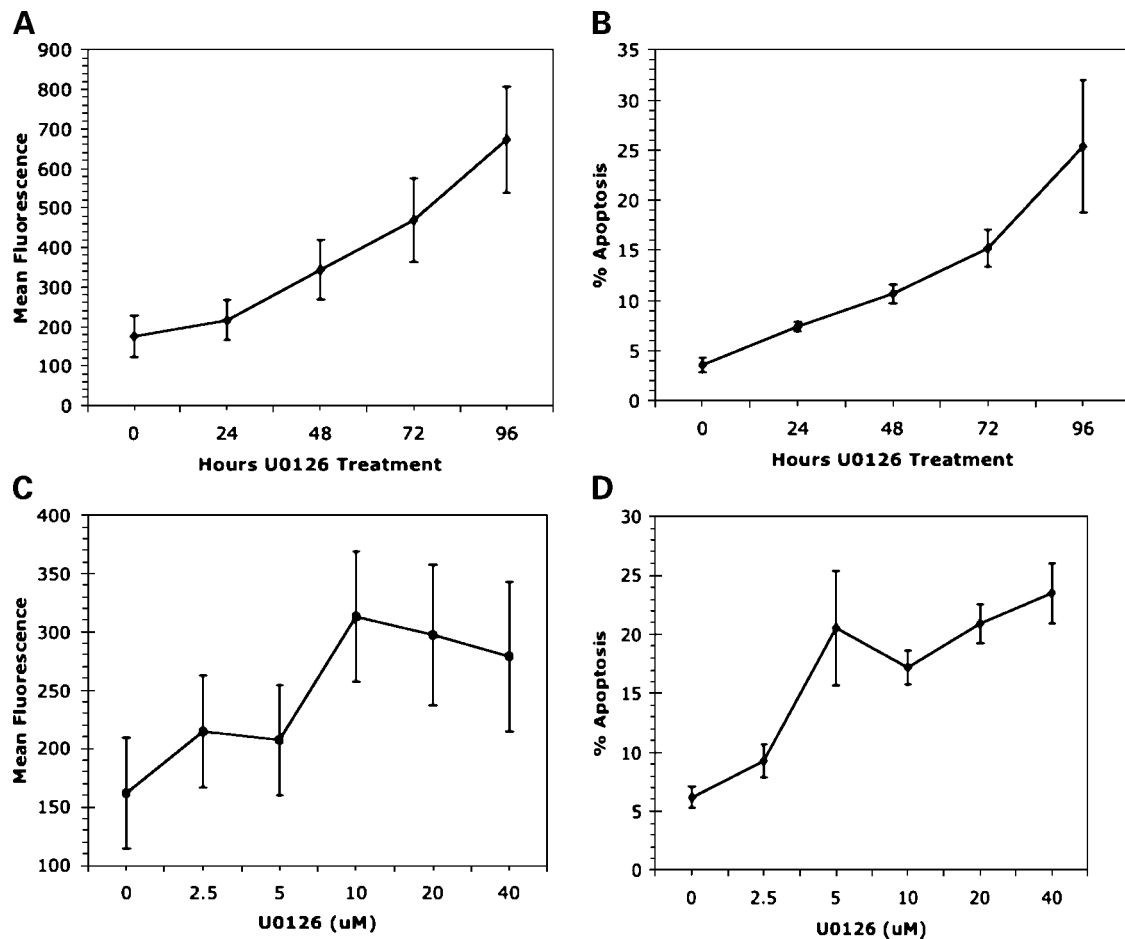 A
Mean Fluorescence
900
800
700
600
500
400
300
200
100
0
0 24 48 72 96
Hours U0126 Treatment
B
% Apoptosis
35
30
25
20
15
10
5
0
0 24 48 72 96
Hours U0126 Treatment
C
Mean Fluorescence
400
350
300
250
200
150
100
0 2.5 5 10 20 40
U0126 (uM)
D
% Apoptosis
30
25
20
15
10
5
0
0 2.5 5 10 20 40
U0126 (uM)